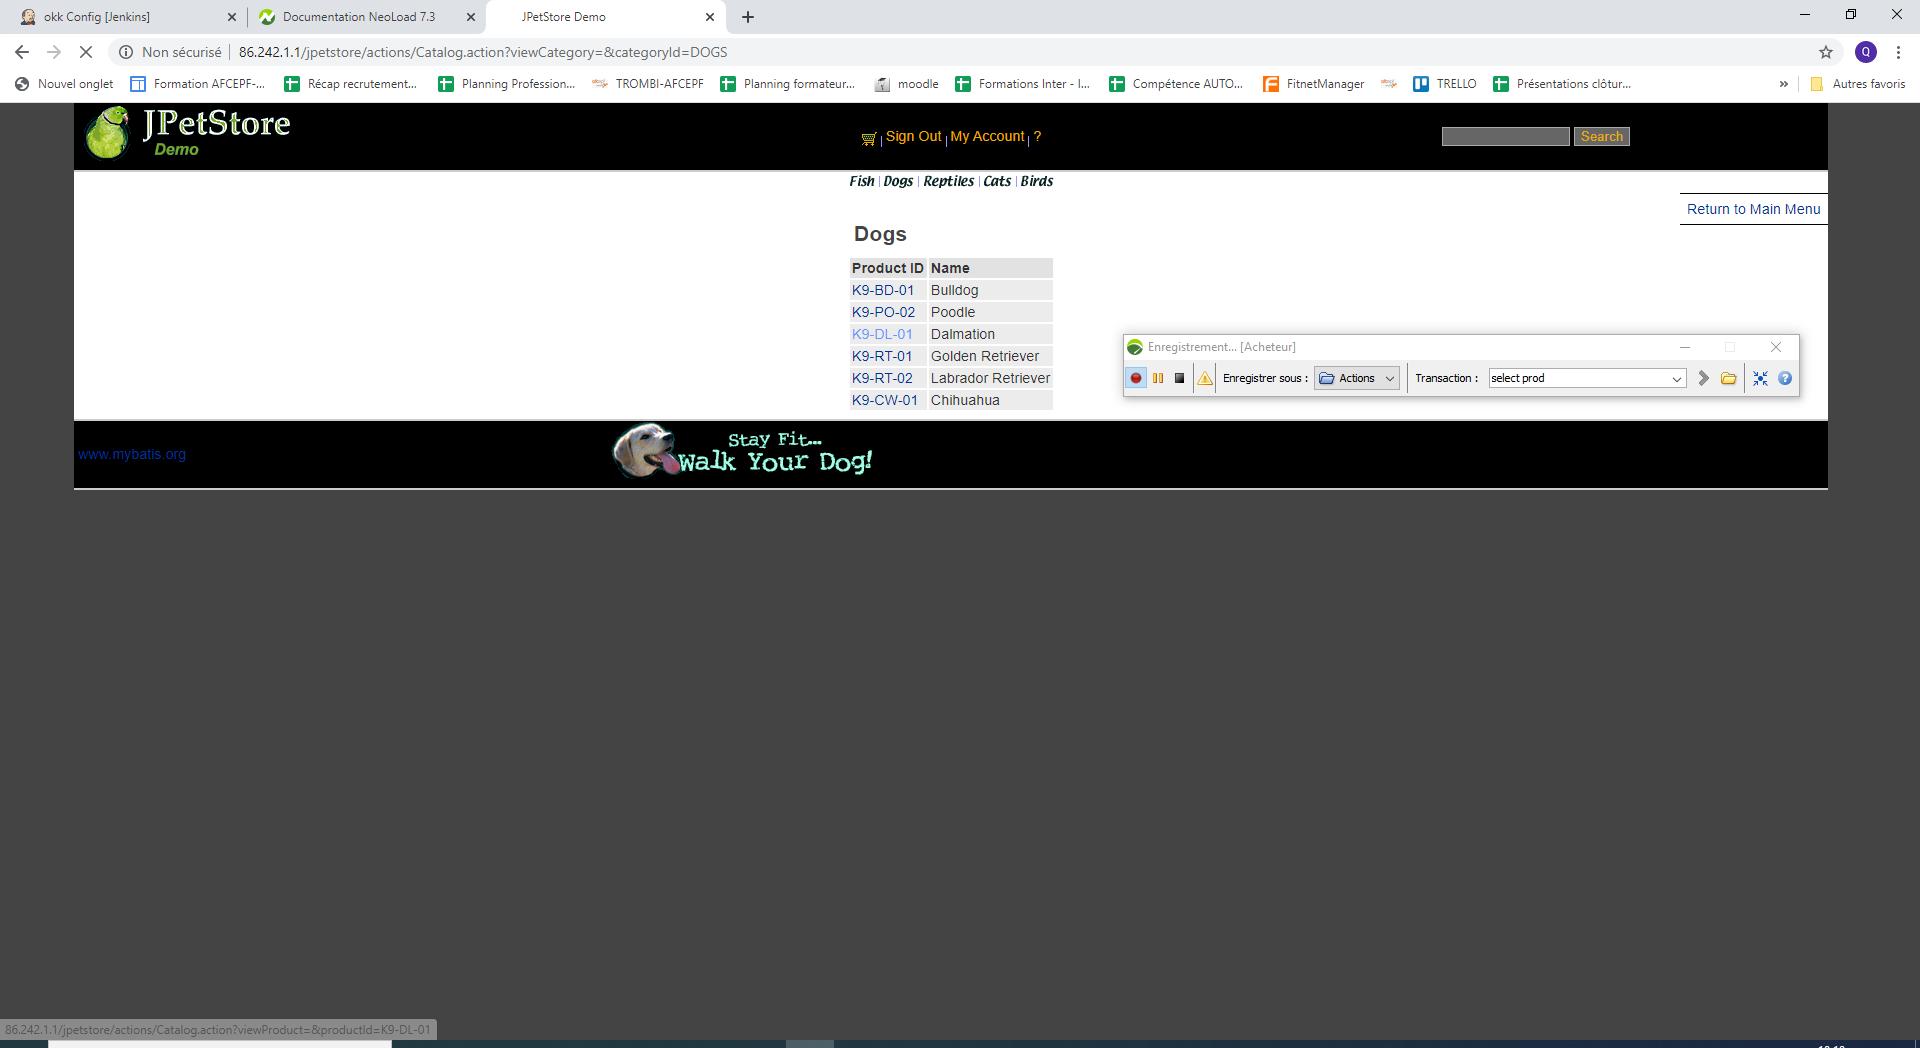 okk Config [Jenkins]
Documentation NeoLoad 7.3
JPetStore Demo
Non sécurisé
86.242.1.1/jpetstore/actions/Catalog.action?viewCategory=&categoryId=DOGS
Q
Nouvel onglet
Formation AFCEPF-...
Récap recrutement...
Planning Profession...
TROMBI-AFCEPF
Planning formateur...
moodle
Formations Inter - I...
Compétence AUTO...
FitnetManager
TRELLO
Présentations clôtur...
»
Autres favoris
JPetStore
Demo
Sign Out | My Account | ?
Search
Fish | Dogs | Reptiles | Cats | Birds
Return to Main Menu
Dogs
Product ID Name
K9-BD-01 Bulldog
K9-PO-02 Poodle
K9-DL-01 Dalmation
K9-RT-01 Golden Retriever
K9-RT-02 Labrador Retriever
K9-CW-01 Chihuahua
Enregistrement... [Acheteur]
Enregistrer sous : Actions
Transaction : select prod
www.mybatis.org
Stay Fit...
Walk Your Dog!
86.242.1.1/jpetstore/actions/Catalog.action?viewProduct=&productId=K9-DL-01